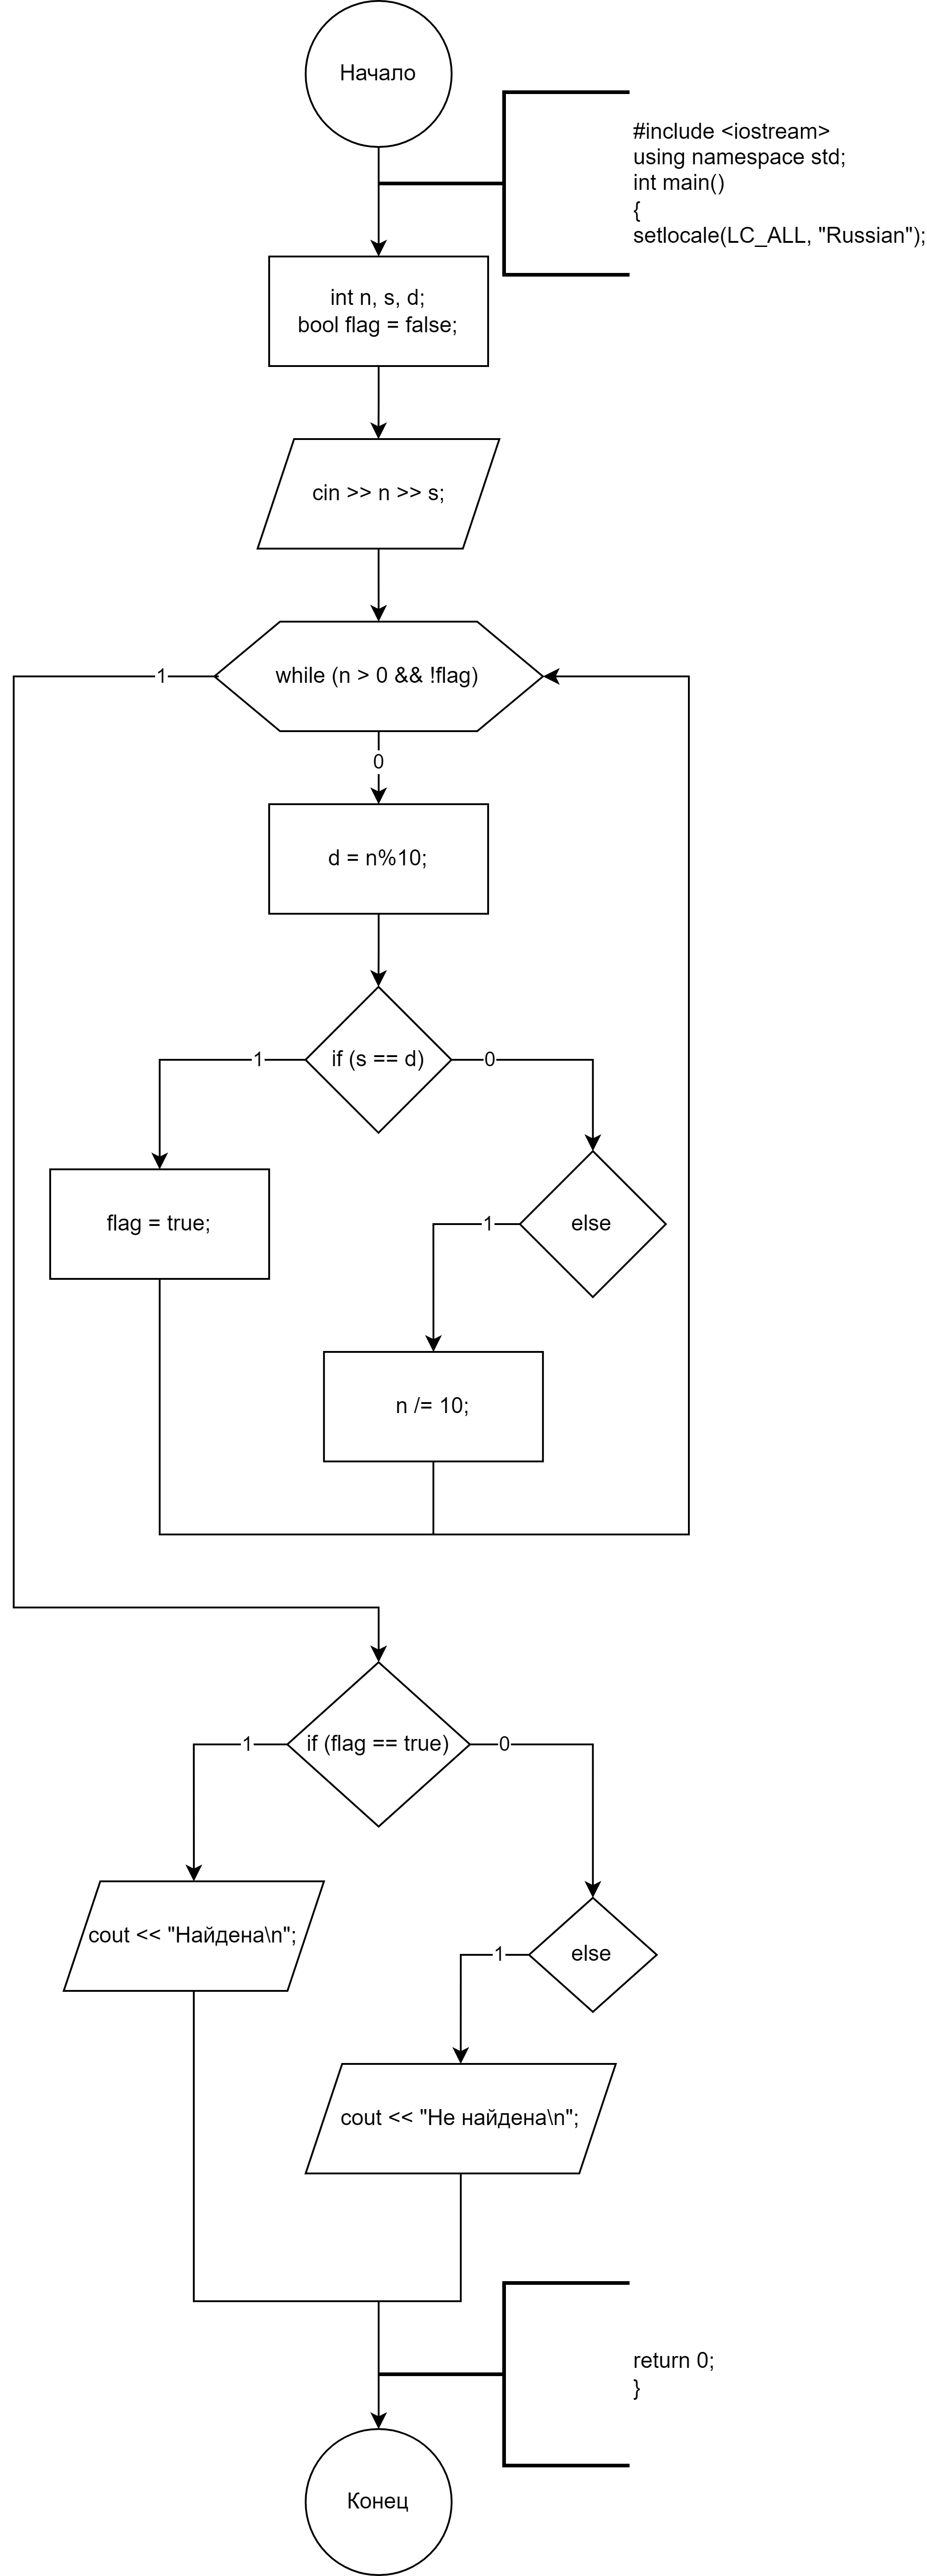 Начало
#include <iostream>
using namespace std;
int main()
{
setlocale(LC_ALL, "Russian");
int n, s, d;
bool flag = false;
cin >> n >> s;
while (n > 0 && !flag)
1
0
d = n%10;
if (s == d)
1
0
flag = true;
else
1
n /= 10;
if (flag == true)
1
0
cout << "Найдена\n";
else
1
cout << "Не найдена\n";
return 0;
}
Конец